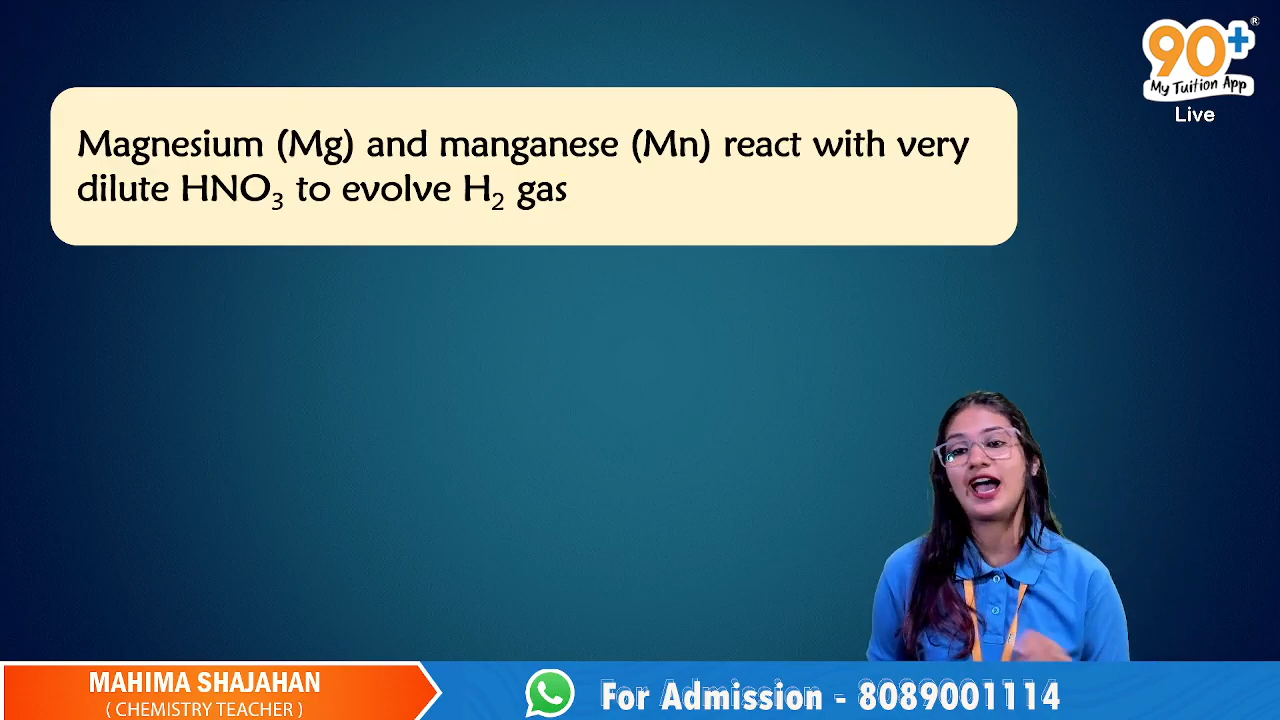 90+®
My Tuition App
Live
Magnesium (Mg) and manganese (Mn) react with very
dilute HNO₃ to evolve H₂ gas
MAHIMA SHAJAHAN
( CHEMISTRY TEACHER )
For Admission - 8089001114